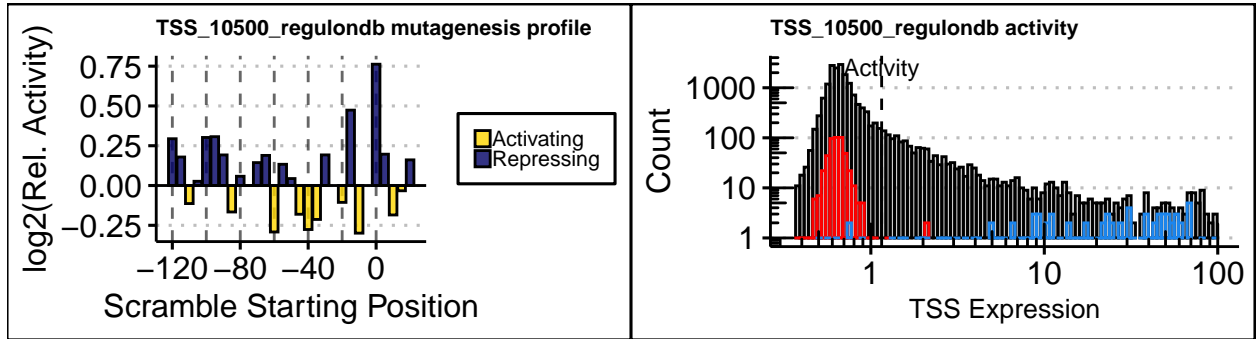 TSS_10500_regulondb mutagenesis profile
log2(Rel. Activity)
0.75
0.50
0.25
0.00
−0.25
−120 −80 −40 0
Scramble Starting Position
Activating
Repressing
TSS_10500_regulondb activity
Activity
Count
1000
100
10
1
1 10 100
TSS Expression